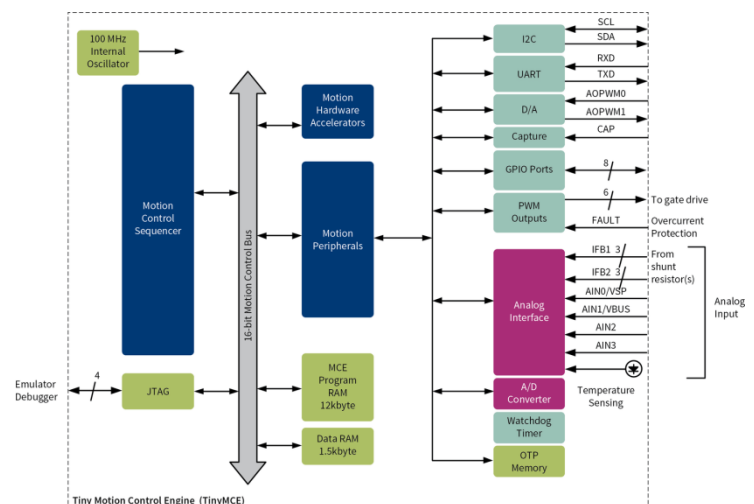 100 MHz
Internal
Oscillator
Motion
Control
Sequencer
Emulator
Debugger
4
JTAG
16-bit Motion Control Bus
Motion
Hardware
Accelerators
Motion
Peripherals
MCE
Program
RAM
12kbyte
Data RAM
1.5kbyte
I2C
SCL
SDA
UART
RXD
TXD
D/A
AOPWM0
AOPWM1
Capture
CAP
GPIO Ports
8
PWM
Outputs
6
To gate drive
FAULT
Overcurrent
Protection
Analog
Interface
IFB1 3
IFB2 3
From
shunt
resistor(s)
AIN0/VSP
AIN1/VBUS
AIN2
AIN3
Analog
Input
A/D
Converter
Temperature
Sensing
Watchdog
Timer
OTP
Memory
Tiny Motion Control Engine (TinyMCE)